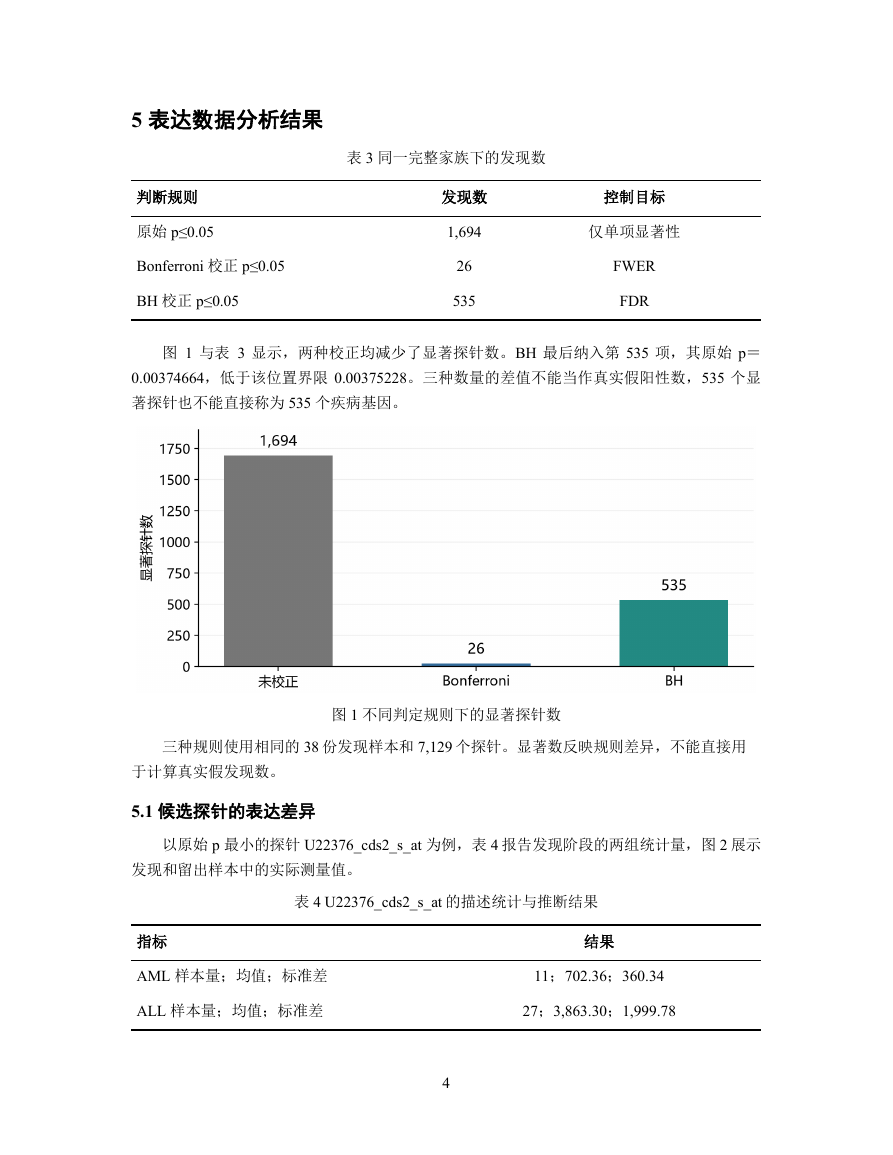 5 表达数据分析结果
表 3 同一完整家族下的发现数
判断规则 发现数 控制目标
原始 p≤0.05 1,694 仅单项显著性
Bonferroni 校正 p≤0.05 26 FWER
BH 校正 p≤0.05 535 FDR
图 1 与表 3 显示，两种校正均减少了显著探针数。BH 最后纳入第 535 项，其原始 p＝
0.00374664，低于该位置界限 0.00375228。三种数量的差值不能当作真实假阳性数，535 个显
著探针也不能直接称为 535 个疾病基因。
显著探针数
1750
1500
1250
1000
750
500
250
0
1,694
26
535
未校正 Bonferroni BH
图 1 不同判定规则下的显著探针数
三种规则使用相同的 38 份发现样本和 7,129 个探针。显著数反映规则差异，不能直接用
于计算真实假发现数。
5.1 候选探针的表达差异
以原始 p 最小的探针 U22376_cds2_s_at 为例，表 4 报告发现阶段的两组统计量，图 2 展示
发现和留出样本中的实际测量值。
表 4 U22376_cds2_s_at 的描述统计与推断结果
指标 结果
AML 样本量；均值；标准差 11；702.36；360.34
ALL 样本量；均值；标准差 27；3,863.30；1,999.78
4